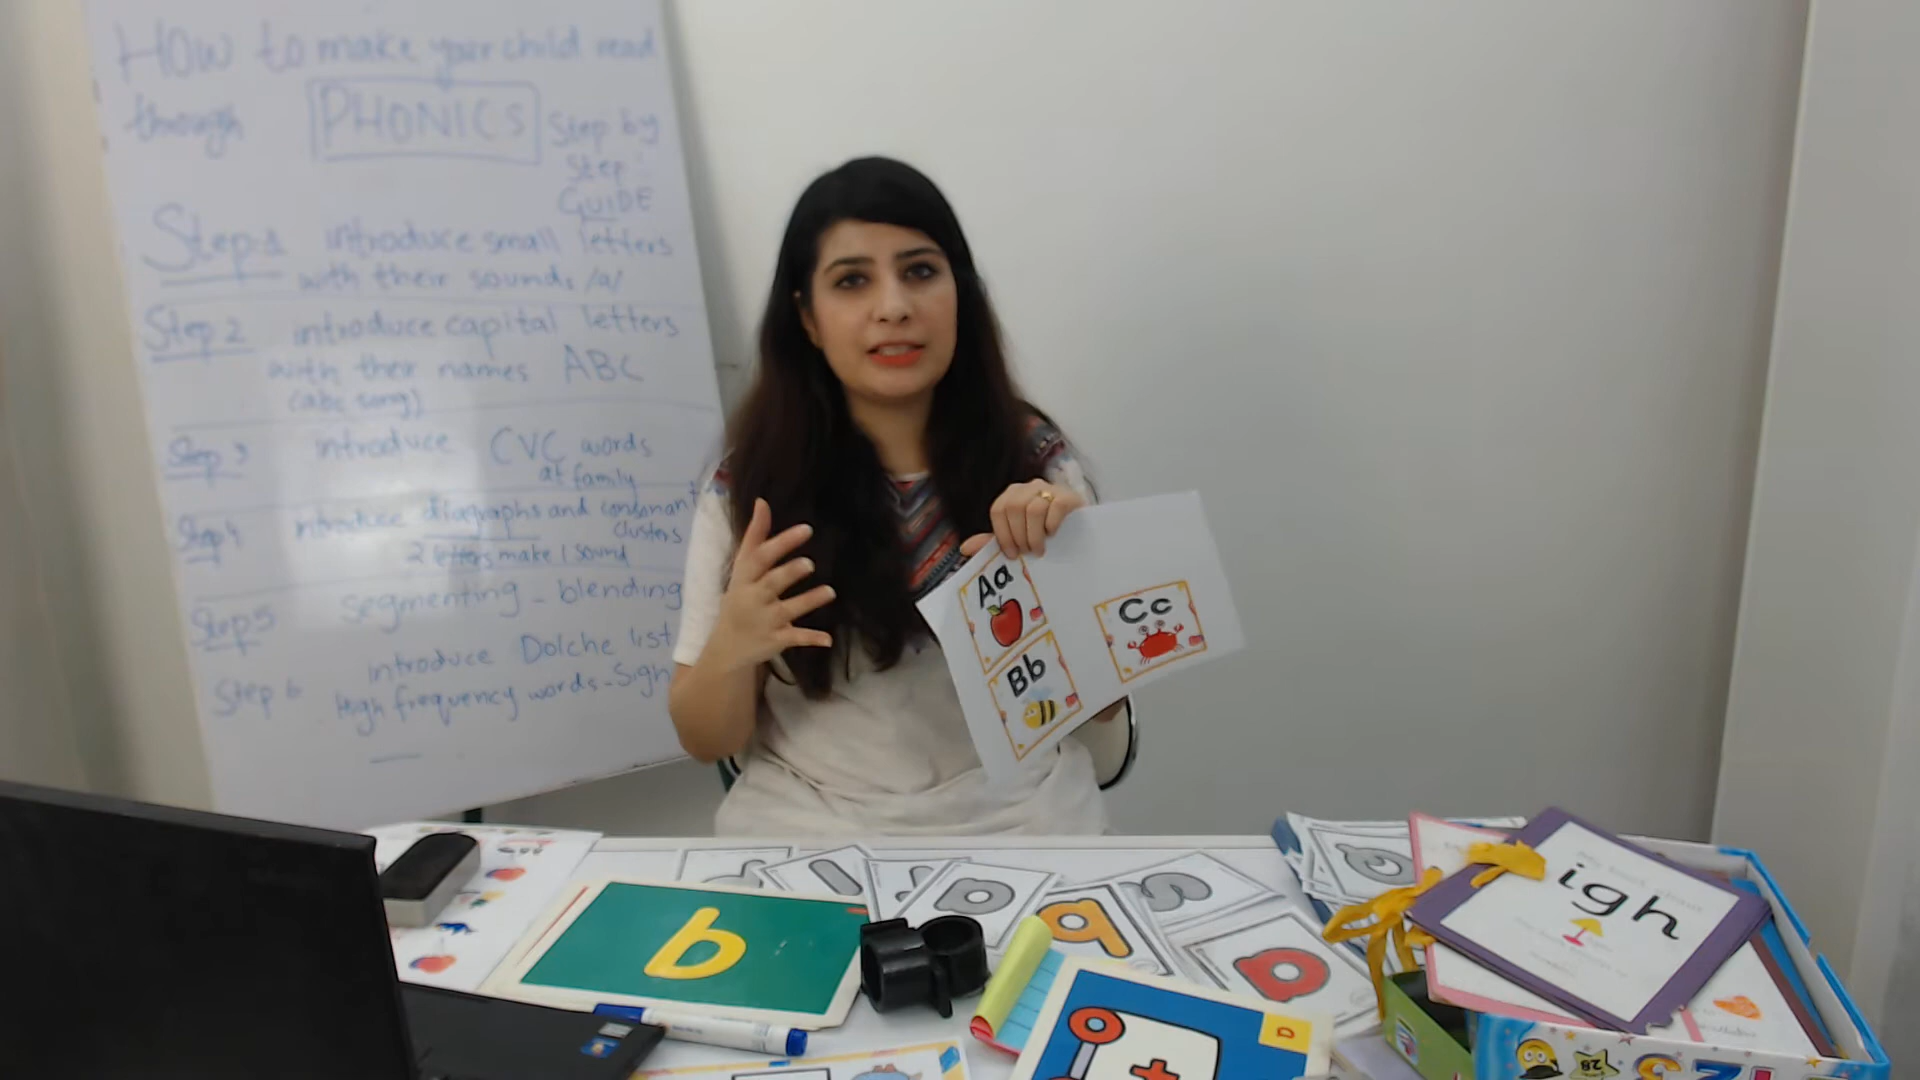 How to make your child read
through PHONICS Step by
Step
GUIDE
Step-1 introduce small letters
with their sounds /a/
Step 2 introduce capital letters
with their names ABC
(abc song)
Step 3 introduce CVC words
at family
Step 4 introduce diagraphs and consonant
clusters
2 letters make 1 sound
Step 5 Segmenting - blending
Step 6 introduce Dolche list
High frequency words - Sigh
Aa
Bb
Cc
b
a
a
igh
D
t
28